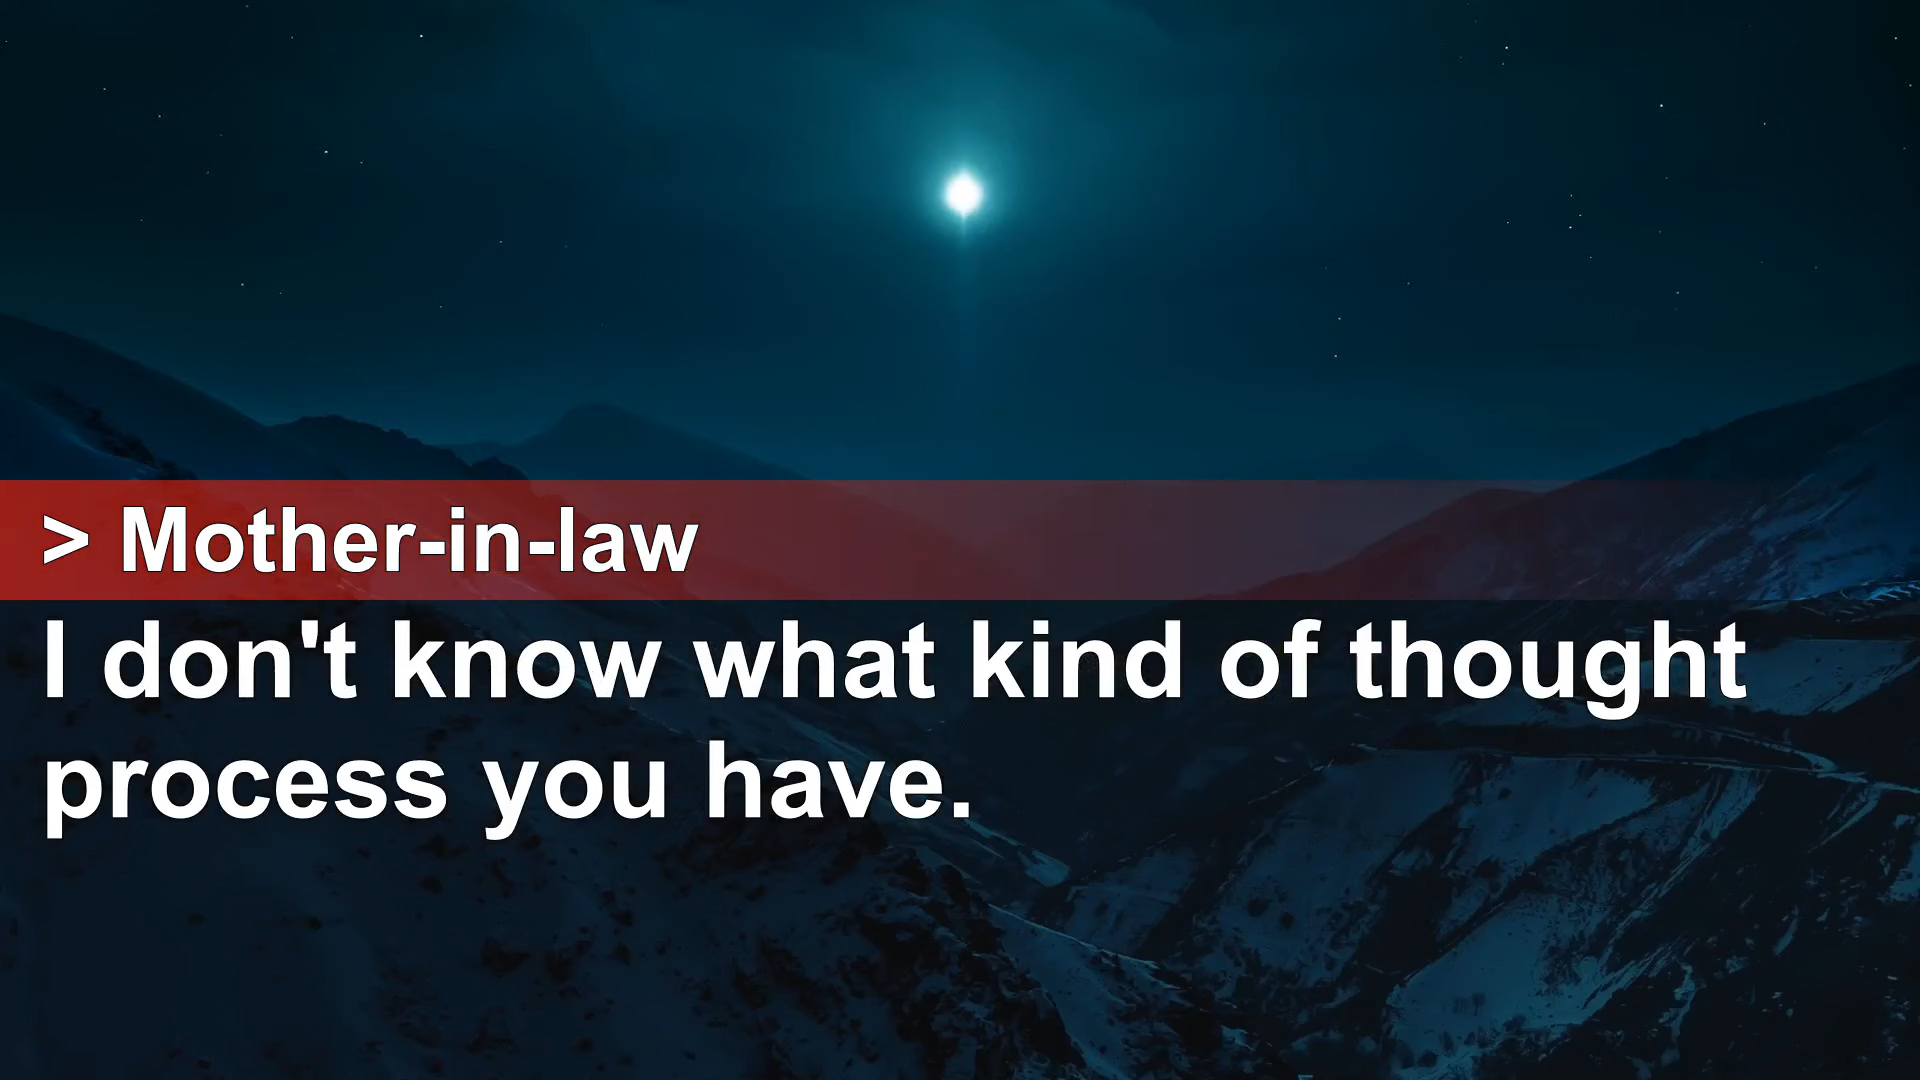 > Mother-in-law
I don't know what kind of thought
process you have.